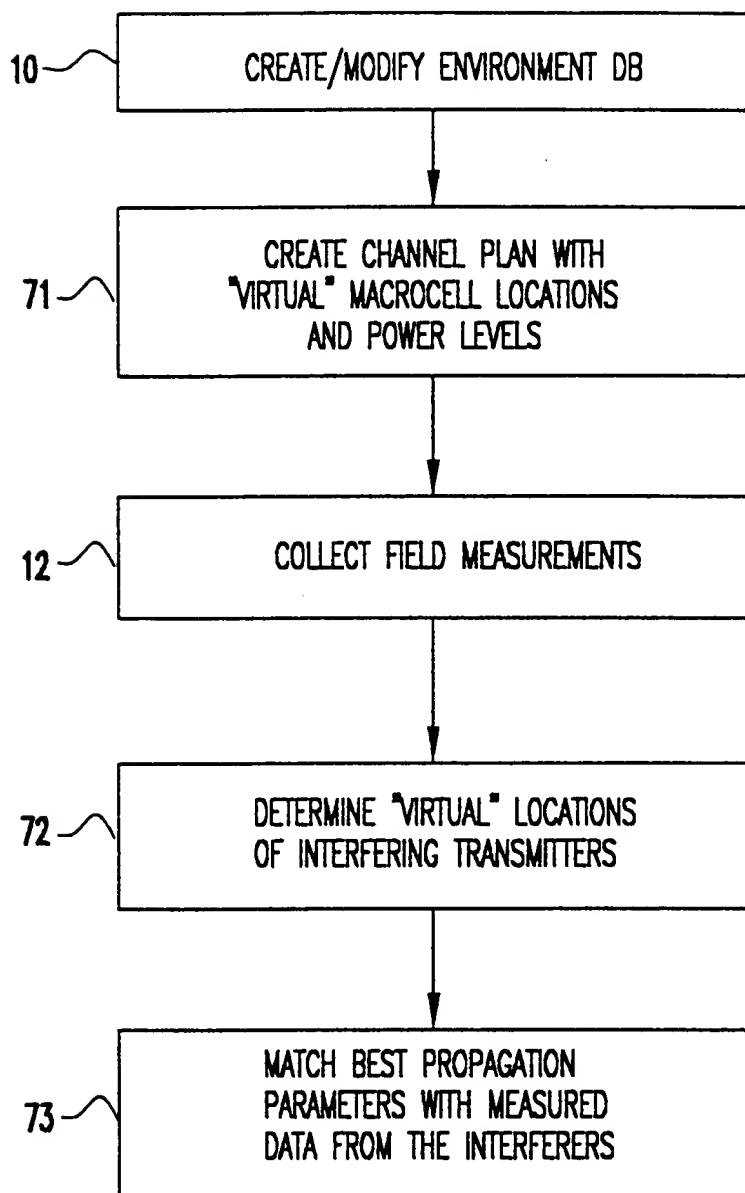 10
CREATE/MODIFY ENVIRONMENT DB
71
CREATE CHANNEL PLAN WITH
"VIRTUAL" MACROCELL LOCATIONS
AND POWER LEVELS
12
COLLECT FIELD MEASUREMENTS
72
DETERMINE "VIRTUAL" LOCATIONS
OF INTERFERING TRANSMITTERS
73
MATCH BEST PROPAGATION
PARAMETERS WITH MEASURED
DATA FROM THE INTERFERERS